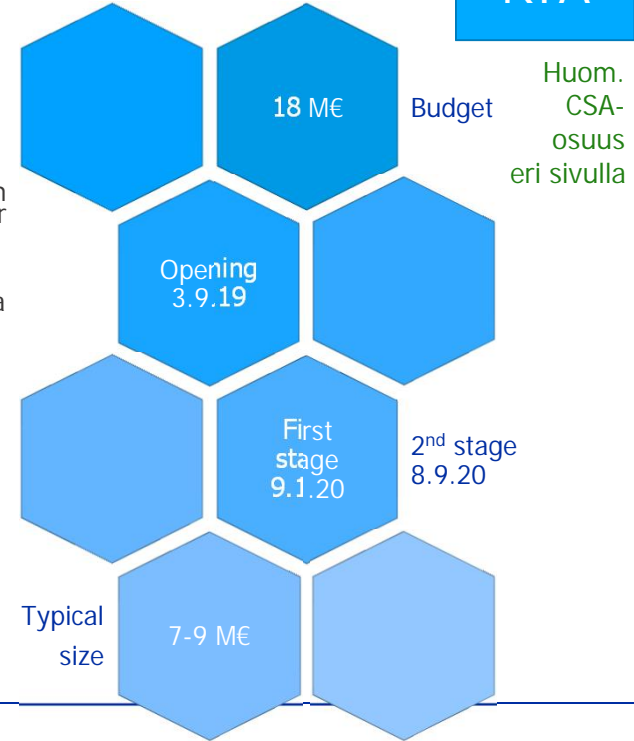 18 M€
Budget
Huom.
CSA-
osuus
eri sivulla
Opening
3.9.19
First
stage
9.1.20
2nd stage
8.9.20
Typical
size
7-9 M€